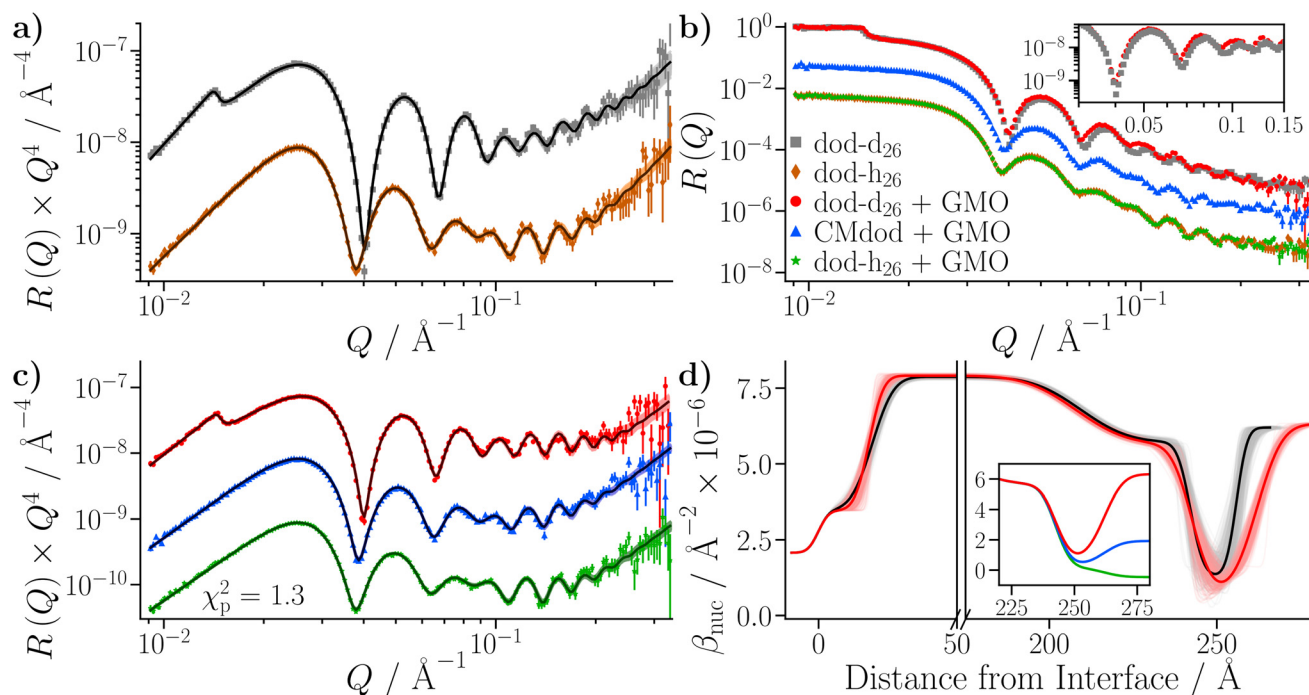 a)
10⁻⁷
10⁻⁸
10⁻⁹
R(Q) × Q⁴ / Å⁻⁴
10⁻²
10⁻¹
Q / Å⁻¹
b)
10⁰
10⁻²
10⁻⁴
10⁻⁶
10⁻⁸
R(Q)
10⁻⁸
10⁻⁹
0.05
0.1
0.15
dod-d₂₆
dod-h₂₆
dod-d₂₆ + GMO
CMdod + GMO
dod-h₂₆ + GMO
10⁻²
10⁻¹
Q / Å⁻¹
c)
10⁻⁷
10⁻⁸
10⁻⁹
10⁻¹⁰
R(Q) × Q⁴ / Å⁻⁴
χ²ₚ = 1.3
10⁻²
10⁻¹
Q / Å⁻¹
d)
7.5
5.0
2.5
0.0
βnuc / Å⁻² × 10⁻⁶
6
4
2
0
225
250
275
0
50
200
250
Distance from Interface / Å